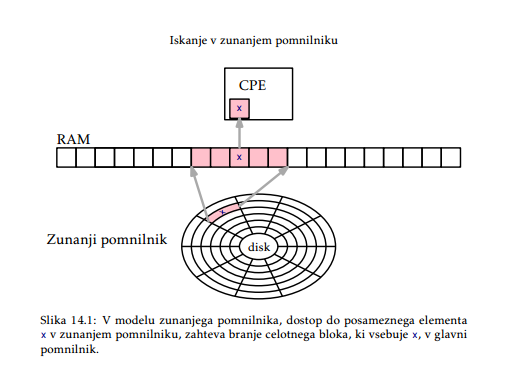 Iskanje v zunanjem pomnilniku
CPE
x
RAM
x
x
Zunanji pomnilnik
disk
Slika 14.1: V modelu zunanjega pomnilnika, dostop do posameznega elementa
x v zunanjem pomnilniku, zahteva branje celotnega bloka, ki vsebuje x, v glavni
pomnilnik.